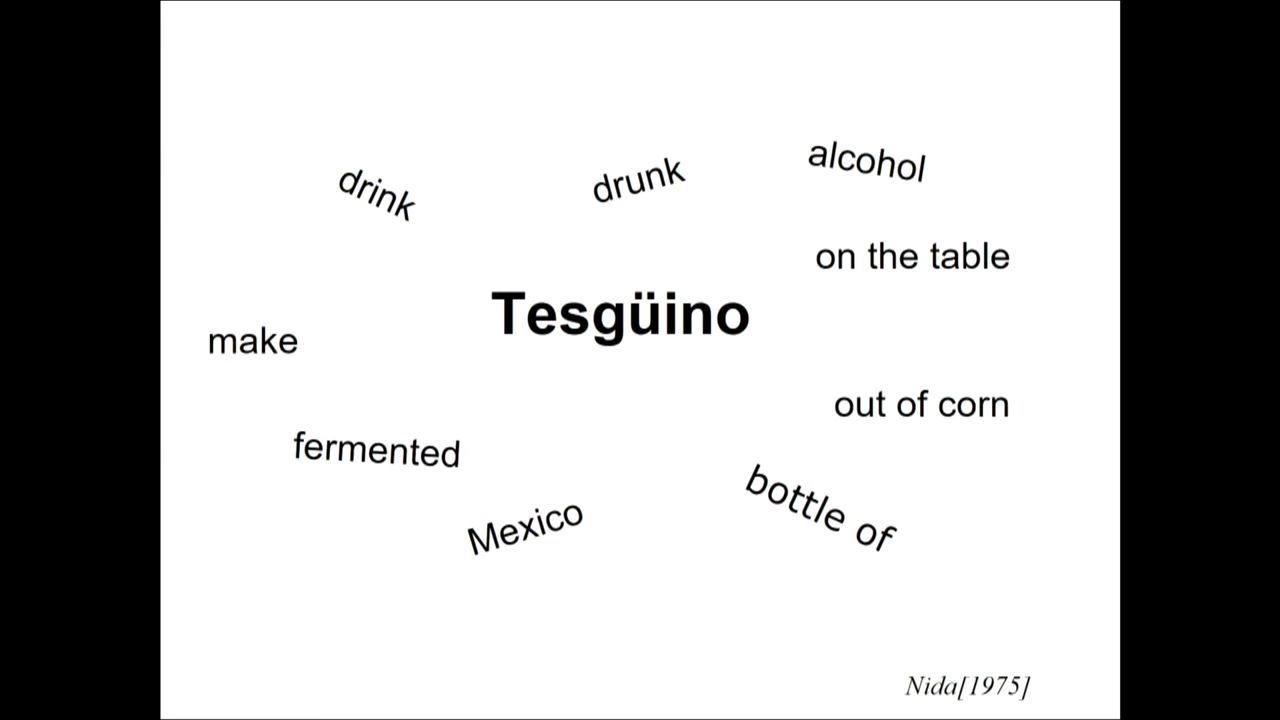 drink
drunk
alcohol
on the table
Tesgüino
make
out of corn
fermented
bottle of
Mexico
Nida[1975]